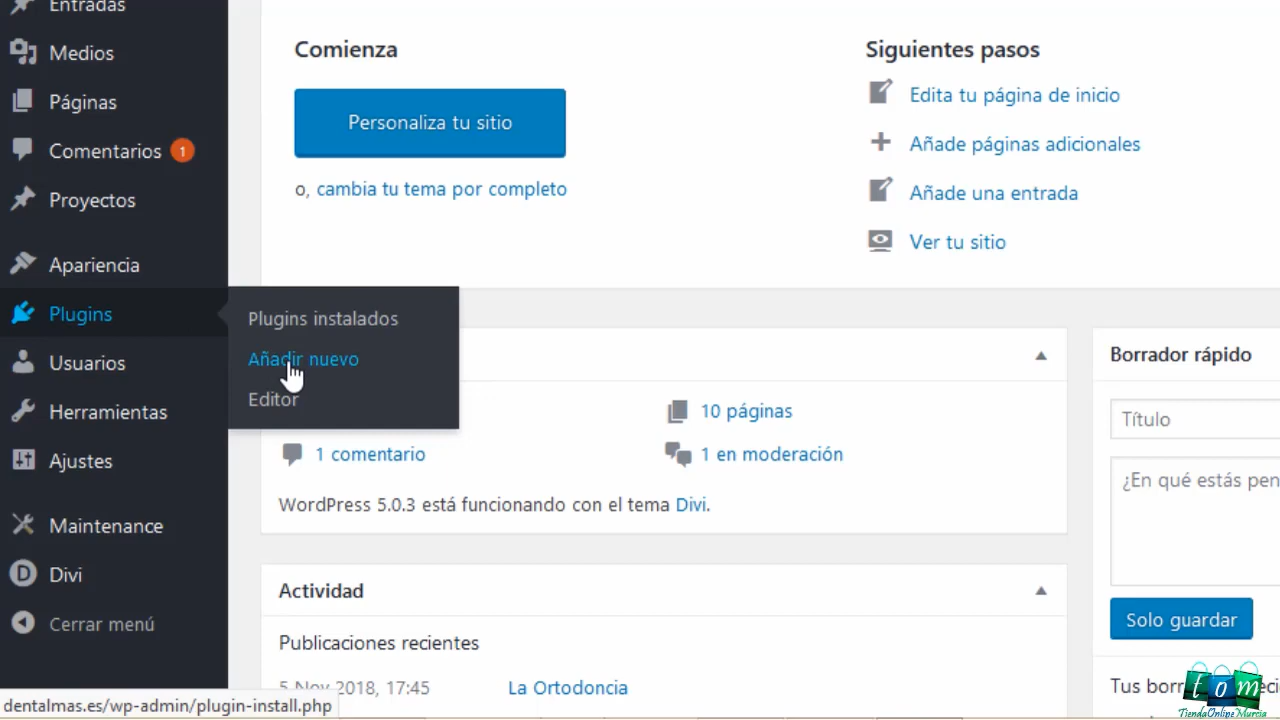 Entradas
Medios
Páginas
Comentarios 1
Proyectos
Apariencia
Plugins
Usuarios
Herramientas
Ajustes
Maintenance
Divi
Cerrar menú
Plugins instalados
Añadir nuevo
Editor
Comienza
Personaliza tu sitio
o, cambia tu tema por completo
Siguientes pasos
Edita tu página de inicio
Añade páginas adicionales
Añade una entrada
Ver tu sitio
10 páginas
1 comentario
1 en moderación
WordPress 5.0.3 está funcionando con el tema Divi.
Actividad
Publicaciones recientes
5 Nov 2018, 17:45 La Ortodoncia
Borrador rápido
Título
¿En qué estás pen
Solo guardar
Tus borr
dentalmas.es/wp-admin/plugin-install.php
tom
TiendaOnlineMurcia